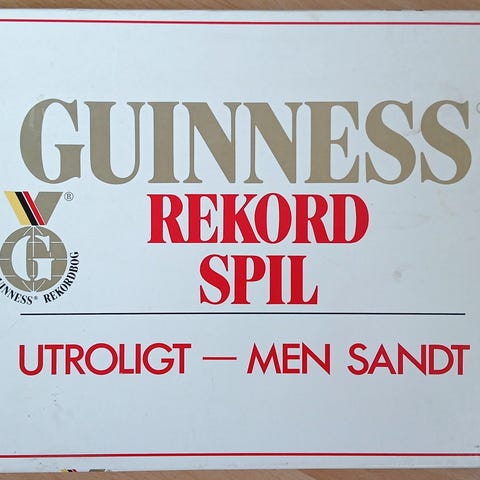 GUINNESS
REKORD
SPIL
®
G
GUINNESS® REKORDBOG
UTROLIGT — MEN SANDT